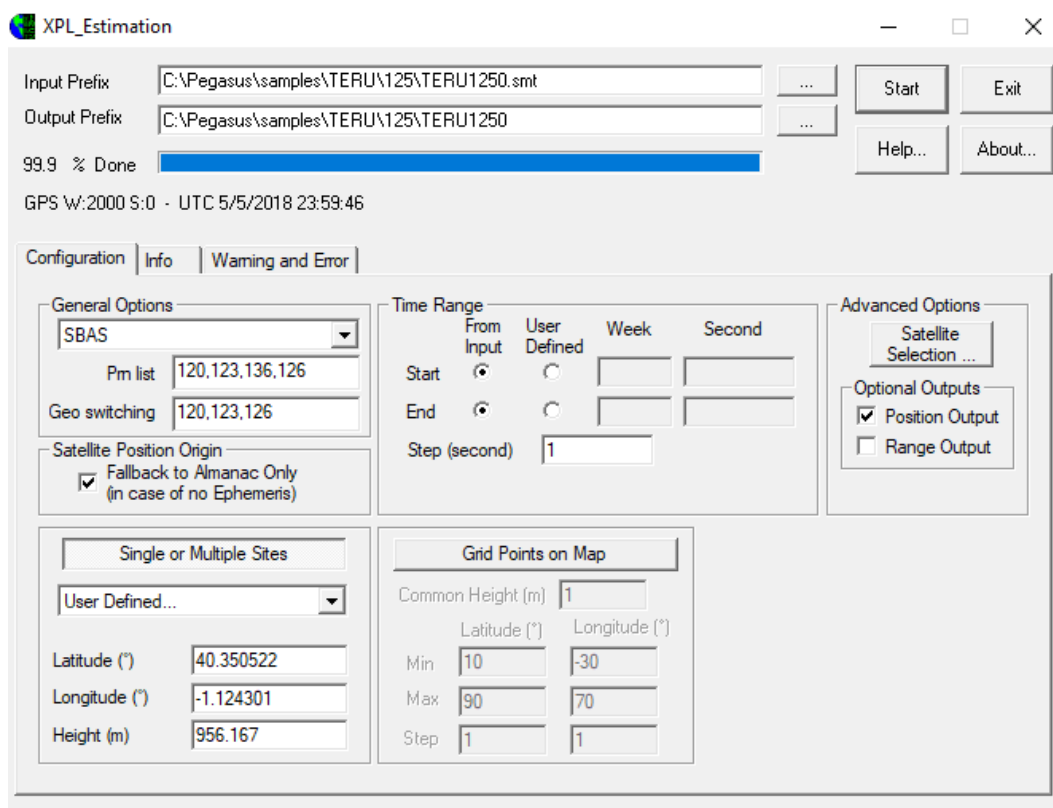 XPL_Estimation
Input Prefix C:\Pegasus\samples\TERU\125\TERU1250.smt ... Start Exit
Output Prefix C:\Pegasus\samples\TERU\125\TERU1250 ...
99.9 % Done Help... About...
GPS W:2000 S:0 - UTC 5/5/2018 23:59:46
Configuration Info Warning and Error
General Options
SBAS
Prn list 120,123,136,126
Geo switching 120,123,126
Satellite Position Origin
Fallback to Almanac Only
(in case of no Ephemeris)
Time Range
From Input User Defined Week Second
Start
End
Step (second) 1
Advanced Options
Satellite
Selection ...
Optional Outputs
Position Output
Range Output
Single or Multiple Sites
User Defined...
Latitude (°) 40.350522
Longitude (°) -1.124301
Height (m) 956.167
Grid Points on Map
Common Height (m) 1
Latitude (°) Longitude (°)
Min 10 -30
Max 90 70
Step 1 1